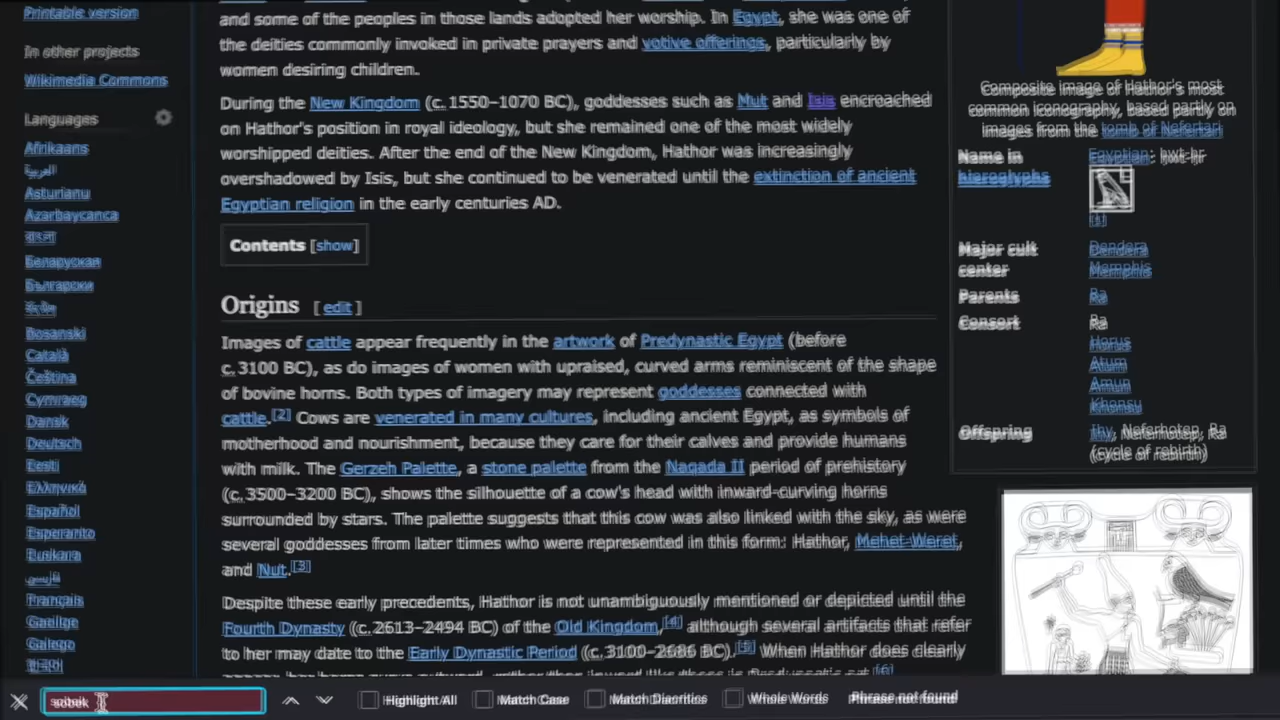 Printable version
In other projects
Wikimedia Commons
Languages
Afrikaans
العربية
Asturianu
Azərbaycanca
বাংলা
Беларуская
Български
Bosanski
Català
Čeština
Cymraeg
Dansk
Deutsch
Eesti
Ελληνικά
Español
Esperanto
Euskara
فارسی
Français
Gaeilge
Galego
한국어
and some of the peoples in those lands adopted her worship. In Egypt, she was one of
the deities commonly invoked in private prayers and votive offerings, particularly by
women desiring children.
During the New Kingdom (c. 1550–1070 BC), goddesses such as Mut and Isis encroached
on Hathor's position in royal ideology, but she remained one of the most widely
worshipped deities. After the end of the New Kingdom, Hathor was increasingly
overshadowed by Isis, but she continued to be venerated until the extinction of ancient
Egyptian religion in the early centuries AD.
Contents [show]
Origins [ edit ]
Images of cattle appear frequently in the artwork of Predynastic Egypt (before
c. 3100 BC), as do images of women with upraised, curved arms reminiscent of the shape
of bovine horns. Both types of imagery may represent goddesses connected with
cattle.[2] Cows are venerated in many cultures, including ancient Egypt, as symbols of
motherhood and nourishment, because they care for their calves and provide humans
with milk. The Gerzeh Palette, a stone palette from the Naqada II period of prehistory
(c. 3500–3200 BC), shows the silhouette of a cow's head with inward-curving horns
surrounded by stars. The palette suggests that this cow was also linked with the sky, as were
several goddesses from later times who were represented in this form: Hathor, Mehet-Weret,
and Nut.[3]
Despite these early precedents, Hathor is not unambiguously mentioned or depicted until the
Fourth Dynasty (c. 2613–2494 BC) of the Old Kingdom,[4] although several artifacts that refer
to her may date to the Early Dynastic Period (c. 3100–2686 BC).[5] When Hathor does clearly
Composite image of Hathor's most
common iconography, based partly on
images from the tomb of Nefertari
Name in
hieroglyphs
Egyptian: ḥwt-ḥr
[1]
Major cult
center
Dendera
Memphis
Parents
Ra
Consort
Ra
Horus
Atum
Amun
Khonsu
Offspring
Ihy, Neferhotep, Ra
(cycle of rebirth)
sobek
Highlight All
Match Case
Match Diacritics
Whole Words
Phrase not found